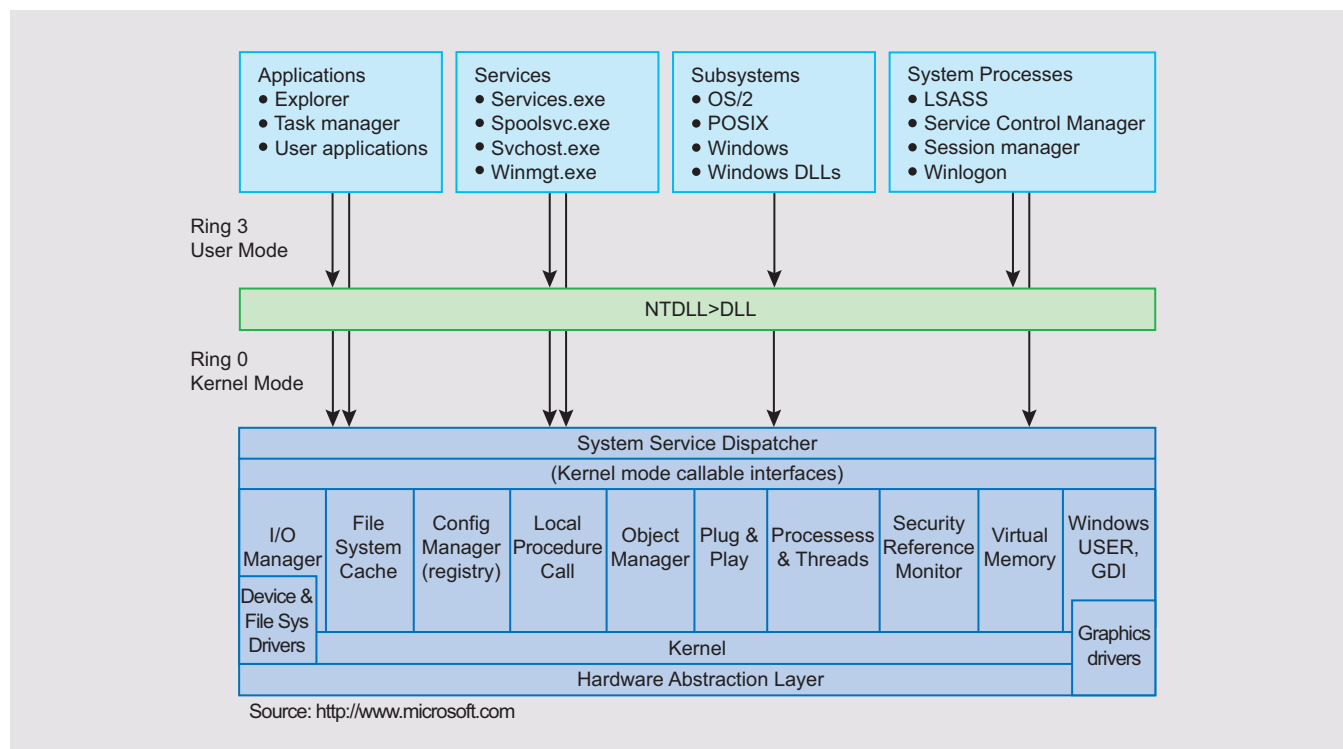 Applications
• Explorer
• Task manager
• User applications
Services
• Services.exe
• Spoolsvc.exe
• Svchost.exe
• Winmgt.exe
Subsystems
• OS/2
• POSIX
• Windows
• Windows DLLs
System Processes
• LSASS
• Service Control Manager
• Session manager
• Winlogon
Ring 3
User Mode
NTDLL>DLL
Ring 0
Kernel Mode
System Service Dispatcher
(Kernel mode callable interfaces)
I/O
Manager
Device &
File Sys
Drivers
File
System
Cache
Config
Manager
(registry)
Local
Procedure
Call
Object
Manager
Plug &
Play
Processess
& Threads
Security
Reference
Monitor
Virtual
Memory
Windows
USER,
GDI
Graphics
drivers
Kernel
Hardware Abstraction Layer
Source: http://www.microsoft.com